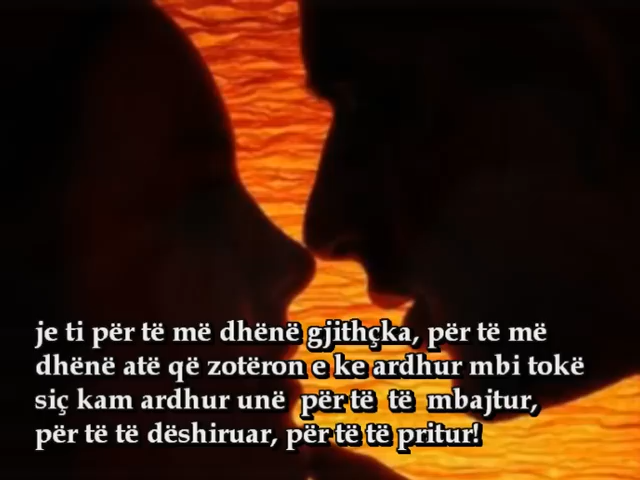 je ti për të më dhënë gjithçka, për të më
dhënë atë që zotëron e ke ardhur mbi tokë
siç kam ardhur unë për të të mbajtur,
për të të dëshiruar, për të të pritur!